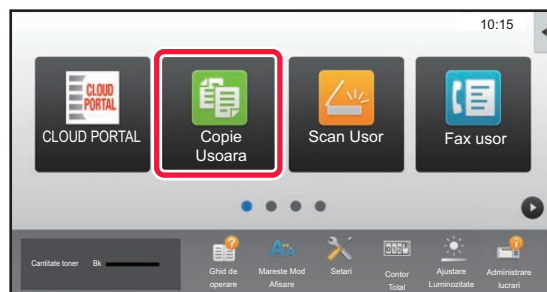 10:15
CLOUD
PORTAL
CLOUD PORTAL
Copie
Usoara
Scan Usor
Fax usor
Cantitate toner Bk
Ghid de
operare
Mareste Mod
Afisare
Setari
Contor
Total
Ajustare
Luminozitate
Administrare
lucrari